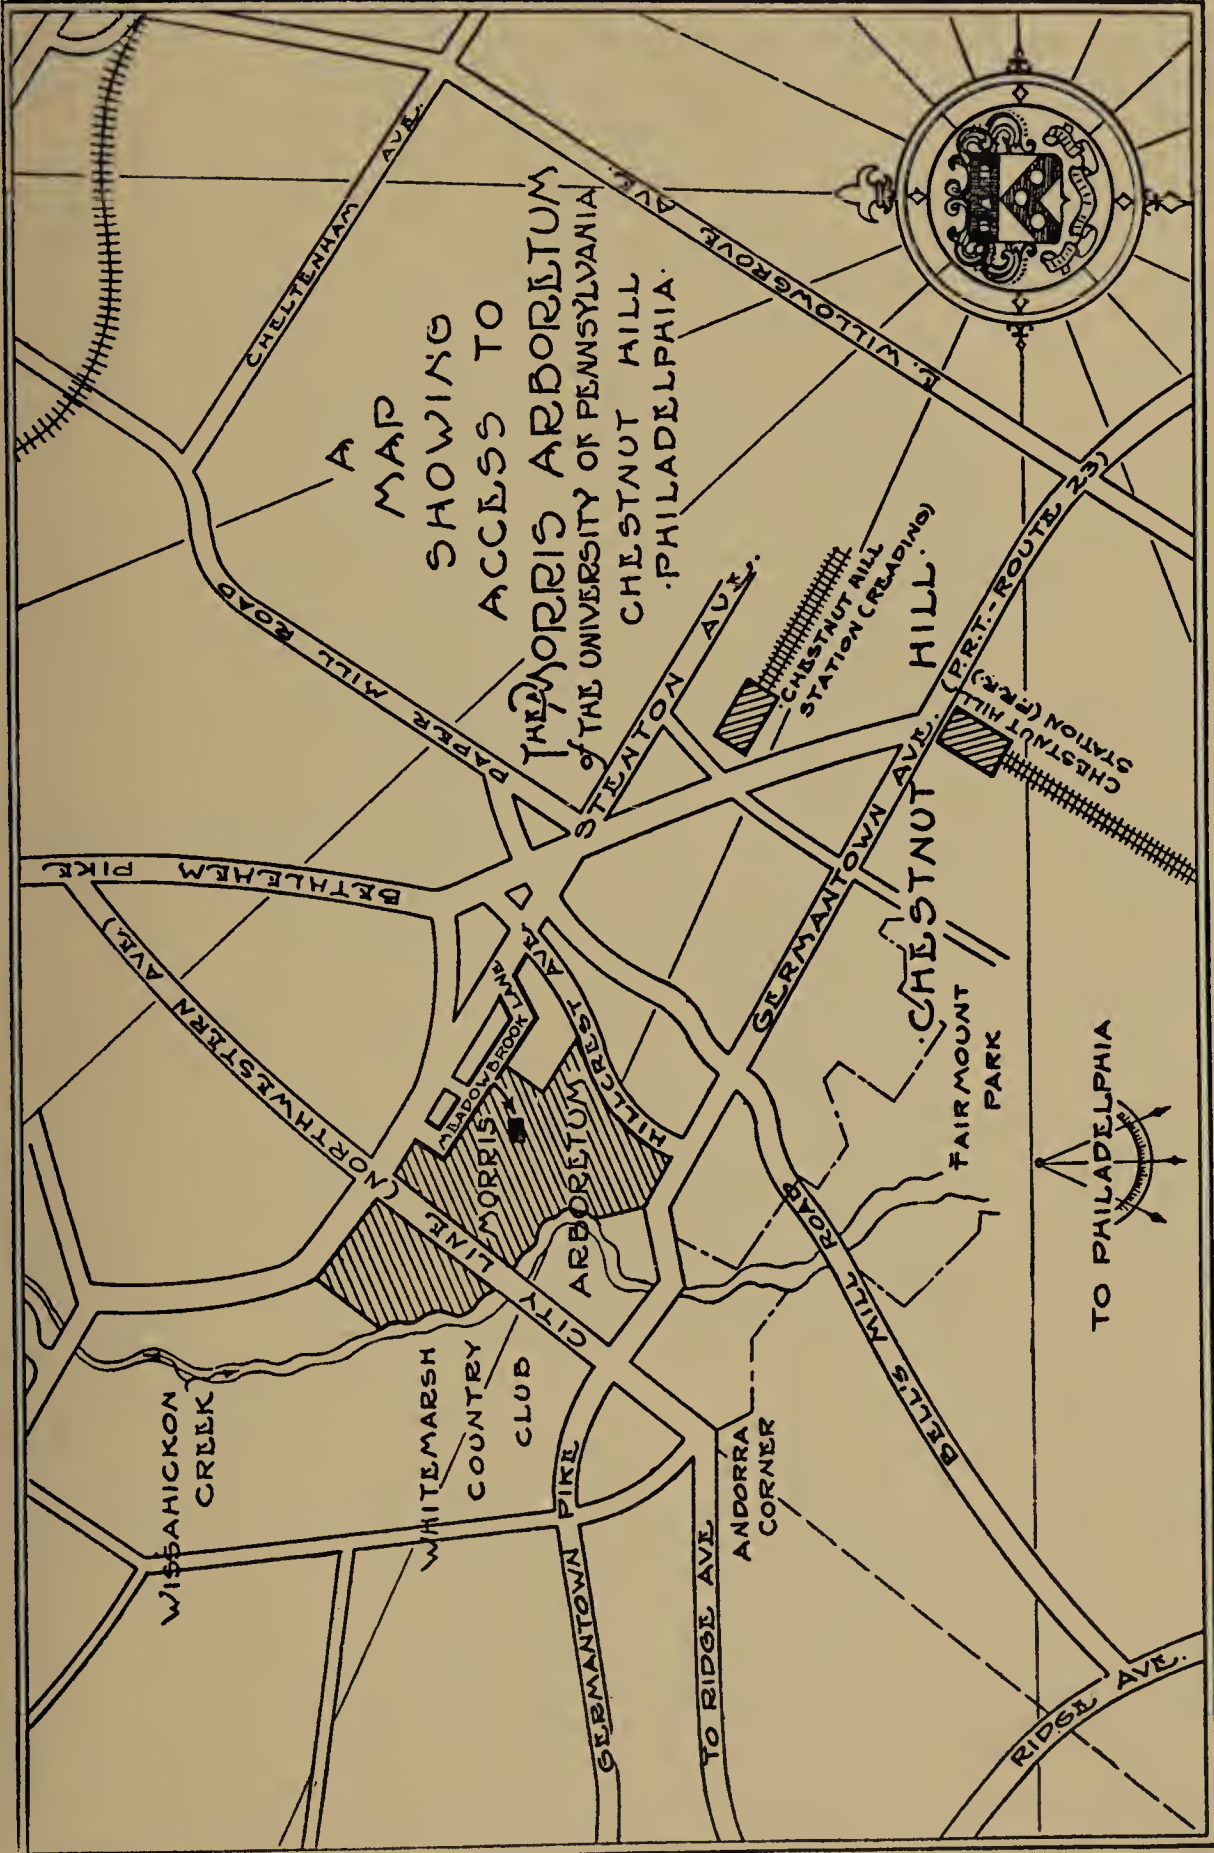 A
MAP
SHOWING
ACCESS TO
THE MORRIS ARBORETUM
of THE UNIVERSITY OF PENNSYLVANIA
CHESTNUT HILL
·PHILADELPHIA·
WISSAHICKON
CREEK
WHITEMARSH
COUNTRY
CLUB
GERMANTOWN PIKE
TO RIDGE AVE
ANDORRA
CORNER
RIDGE AVE.
BELL'S MILL ROAD
CITY LINE (NORTHWESTERN AVE.)
BETHLEHEM PIKE
MEADOWBROOK LANE
MORRIS
ARBORETUM
HILLCREST AVE
PAPER MILL ROAD
CHELTENHAM AVE.
STENTON AVE.
E. WILLOWGROVE AVE.
CHESTNUT HILL
STATION (READING)
GERMANTOWN AVE. (P.R.T.-ROUTE 23)
·CHESTNUT HILL·
CHESTNUT HILL
STATION (P.R.R.)
FAIRMOUNT
PARK
TO PHILADELPHIA